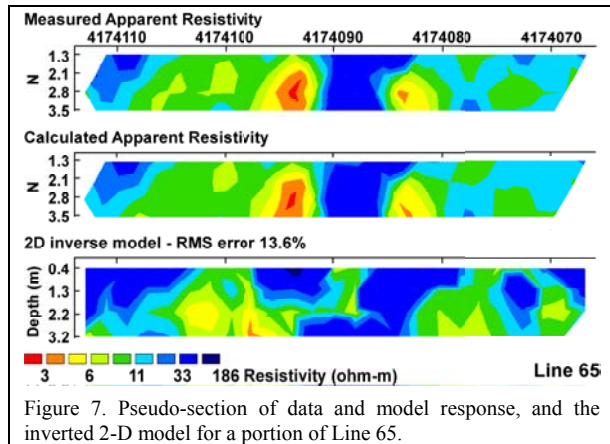 Measured Apparent Resistivity
4174110 4174100 4174090 4174080 4174070
1.3
2.1
2.8
3.5
N
Calculated Apparent Resistivity
1.3
2.1
2.8
3.5
N
2D inverse model - RMS error 13.6%
0.4
1.3
2.2
3.2
Depth (m)
3 6 11 33 186 Resistivity (ohm-m) Line 65
Figure 7. Pseudo-section of data and model response, and the
inverted 2-D model for a portion of Line 65.